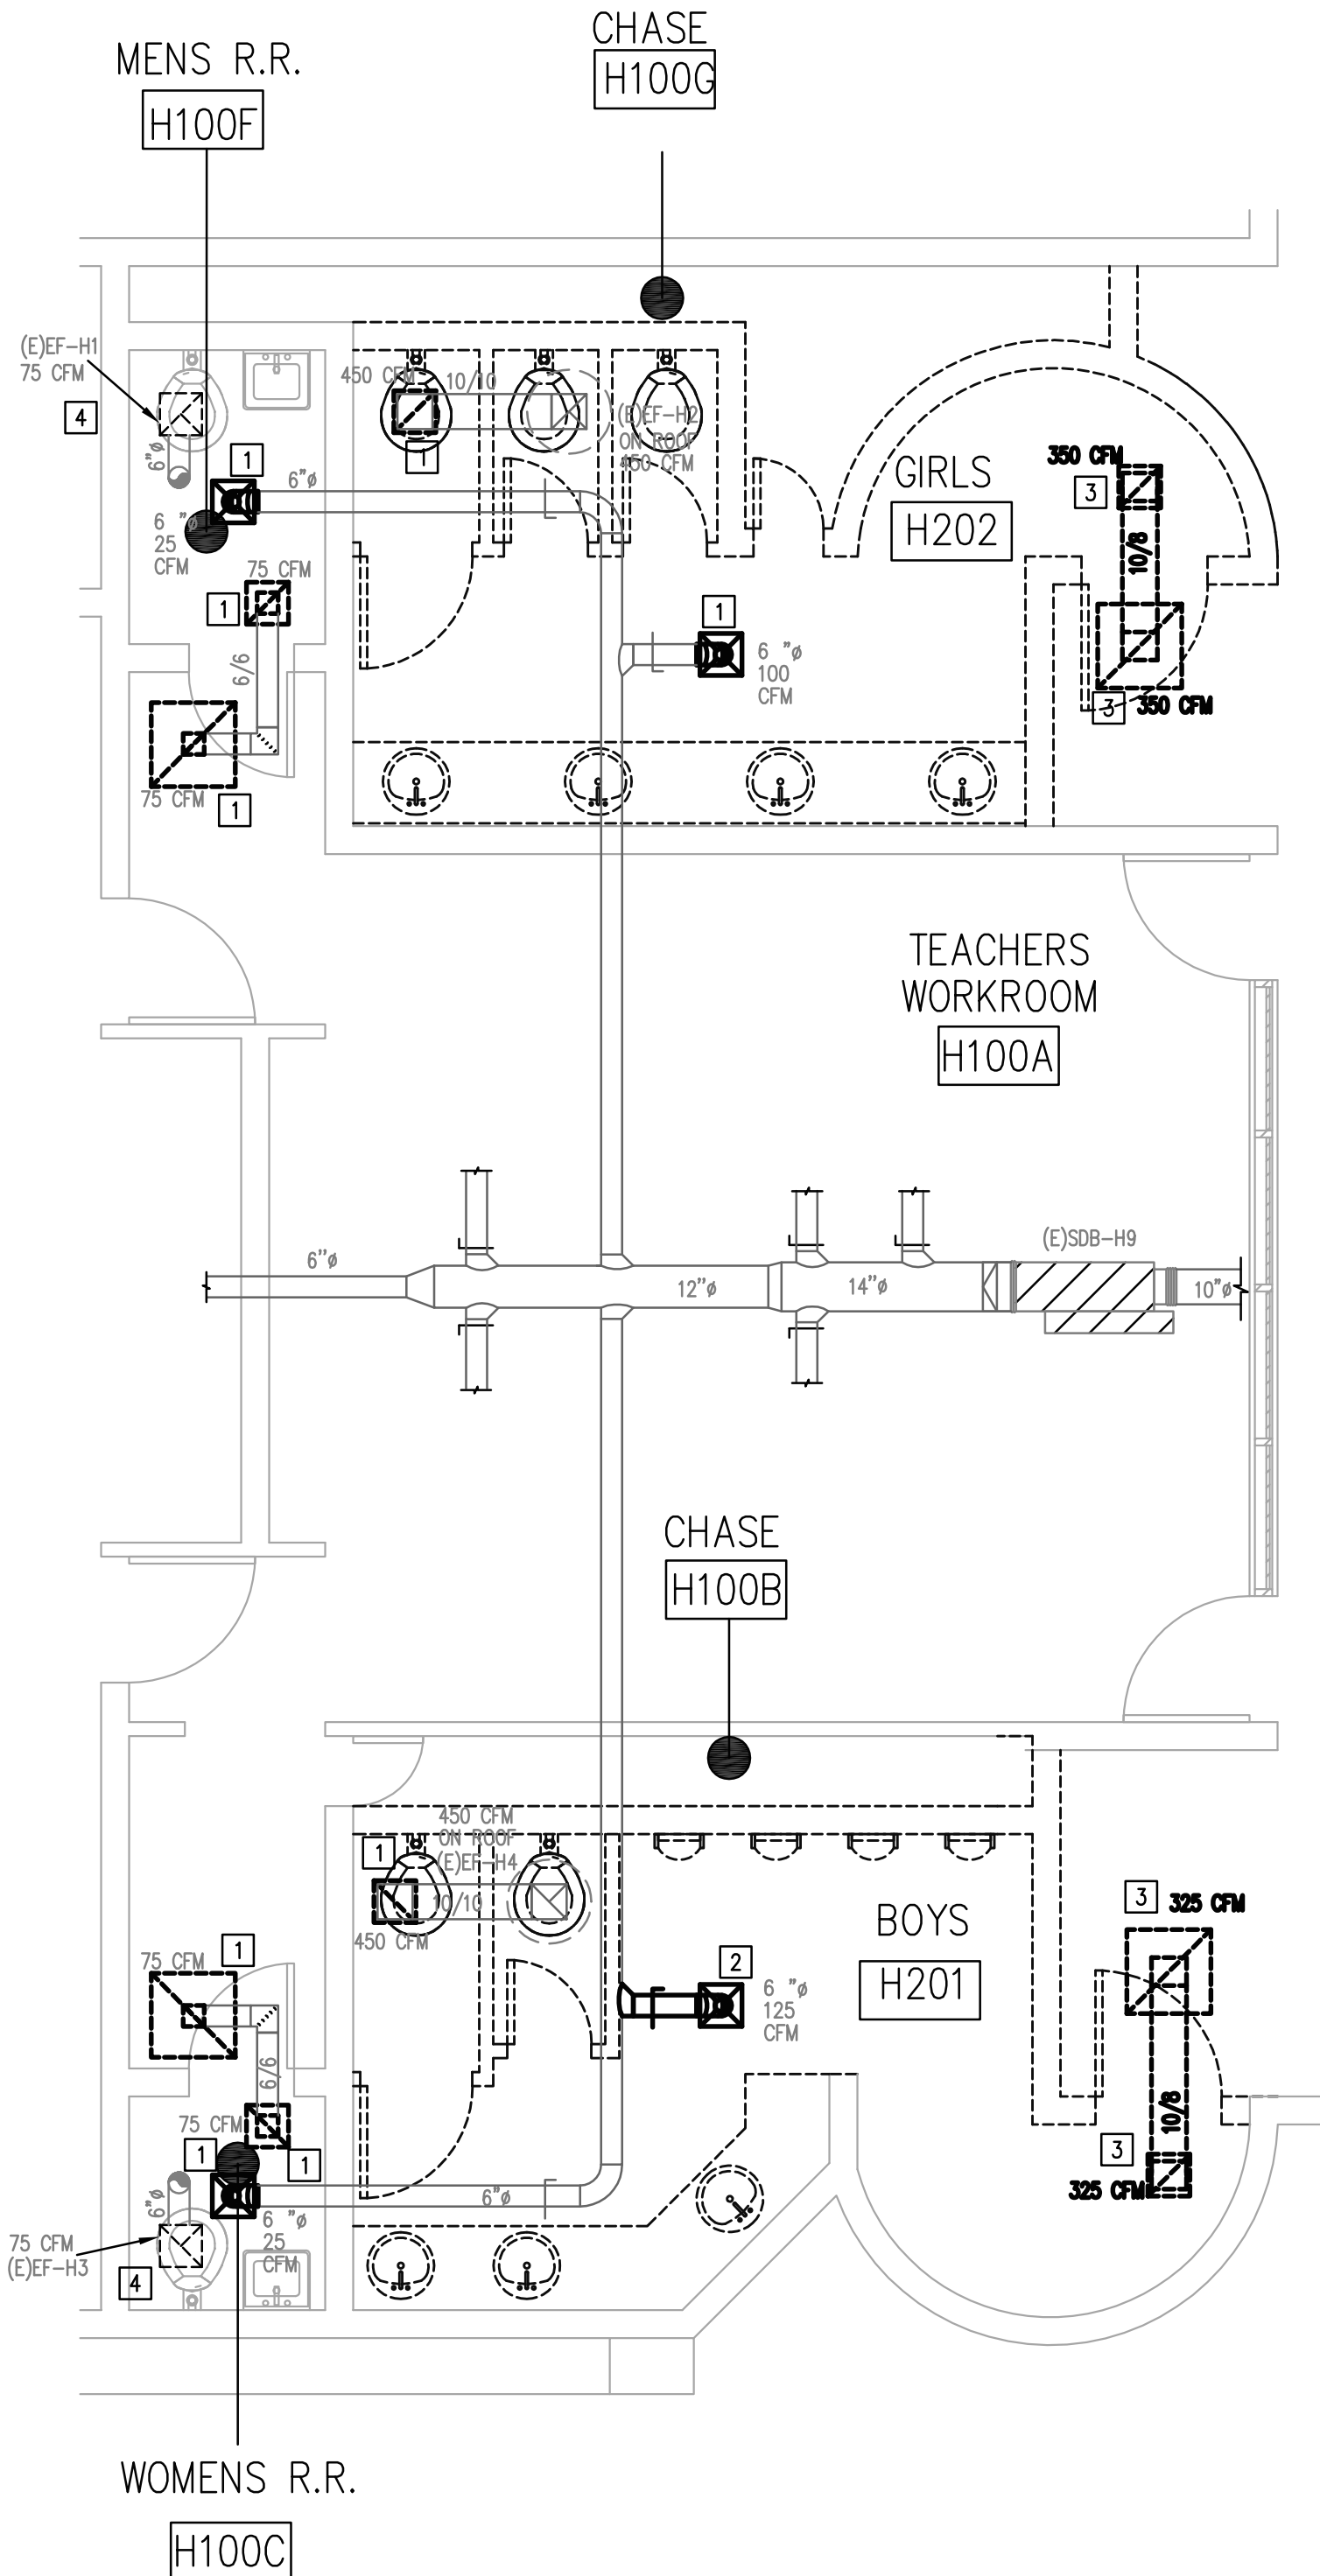 CHASE
H100G
MENS R.R.
H100F
(E)EF-H1
75 CFM
4
6"ø
1
6"ø
6 "ø
25
CFM
450 CFM
10/10
1
(E)EF-H2
ON ROOF
450 CFM
GIRLS
H202
350 CFM
3
10/8
3
350 CFM
75 CFM
1
6/6
75 CFM
1
1
6 "ø
100
CFM
TEACHERS
WORKROOM
H100A
6"ø
12"ø
14"ø
(E)SDB-H9
10"ø
CHASE
H100B
450 CFM
ON ROOF
(E)EF-H4
1
10/10
450 CFM
BOYS
H201
3
325 CFM
10/8
3
325 CFM
2
6 "ø
125
CFM
1
75 CFM
6/6
75 CFM
1
1
6"ø
6"ø
6 "ø
25
CFM
75 CFM
(E)EF-H3
4
WOMENS R.R.
H100C